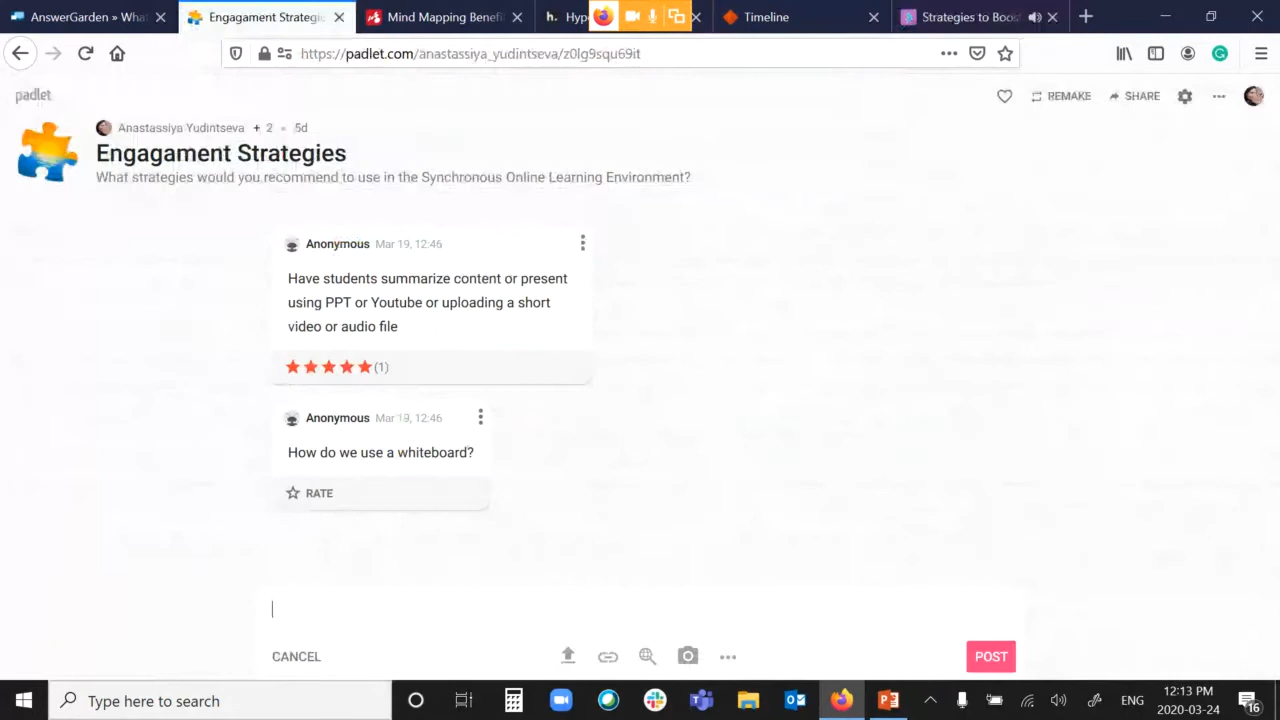 AnswerGarden » Wha
Engagament Strategie
Mind Mapping Benefi
h. Hyp
Timeline
Strategies to Boos
https://padlet.com/anastassiya_yudintseva/z0lg9squ69it
padlet
REMAKE
SHARE
Anastassiya Yudintseva + 2 • 5d
Engagament Strategies
What strategies would you recommend to use in the Synchronous Online Learning Environment?
Anonymous Mar 19, 12:46
Have students summarize content or present
using PPT or Youtube or uploading a short
video or audio file
(1)
Anonymous Mar 19, 12:46
How do we use a whiteboard?
RATE
CANCEL
POST
Type here to search
ENG
12:13 PM
2020-03-24
16